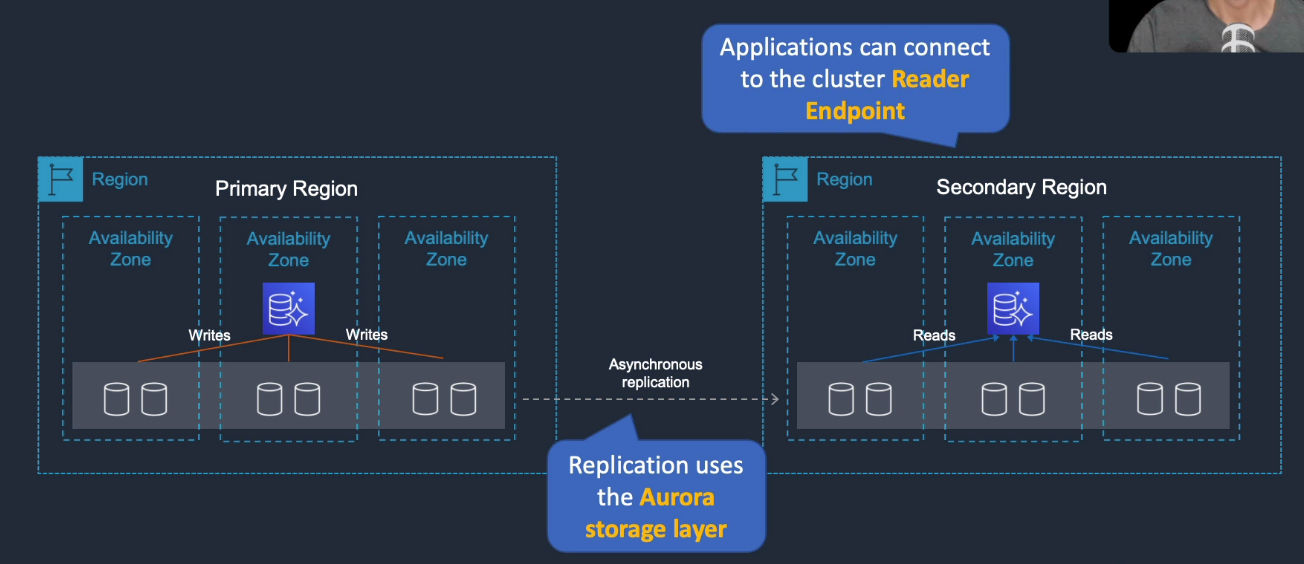 Applications can connect
to the cluster Reader
Endpoint
Region
Primary Region
Availability
Zone
Availability
Zone
Availability
Zone
Writes
Writes
Asynchronous
replication
Replication uses
the Aurora
storage layer
Region
Secondary Region
Availability
Zone
Availability
Zone
Availability
Zone
Reads
Reads